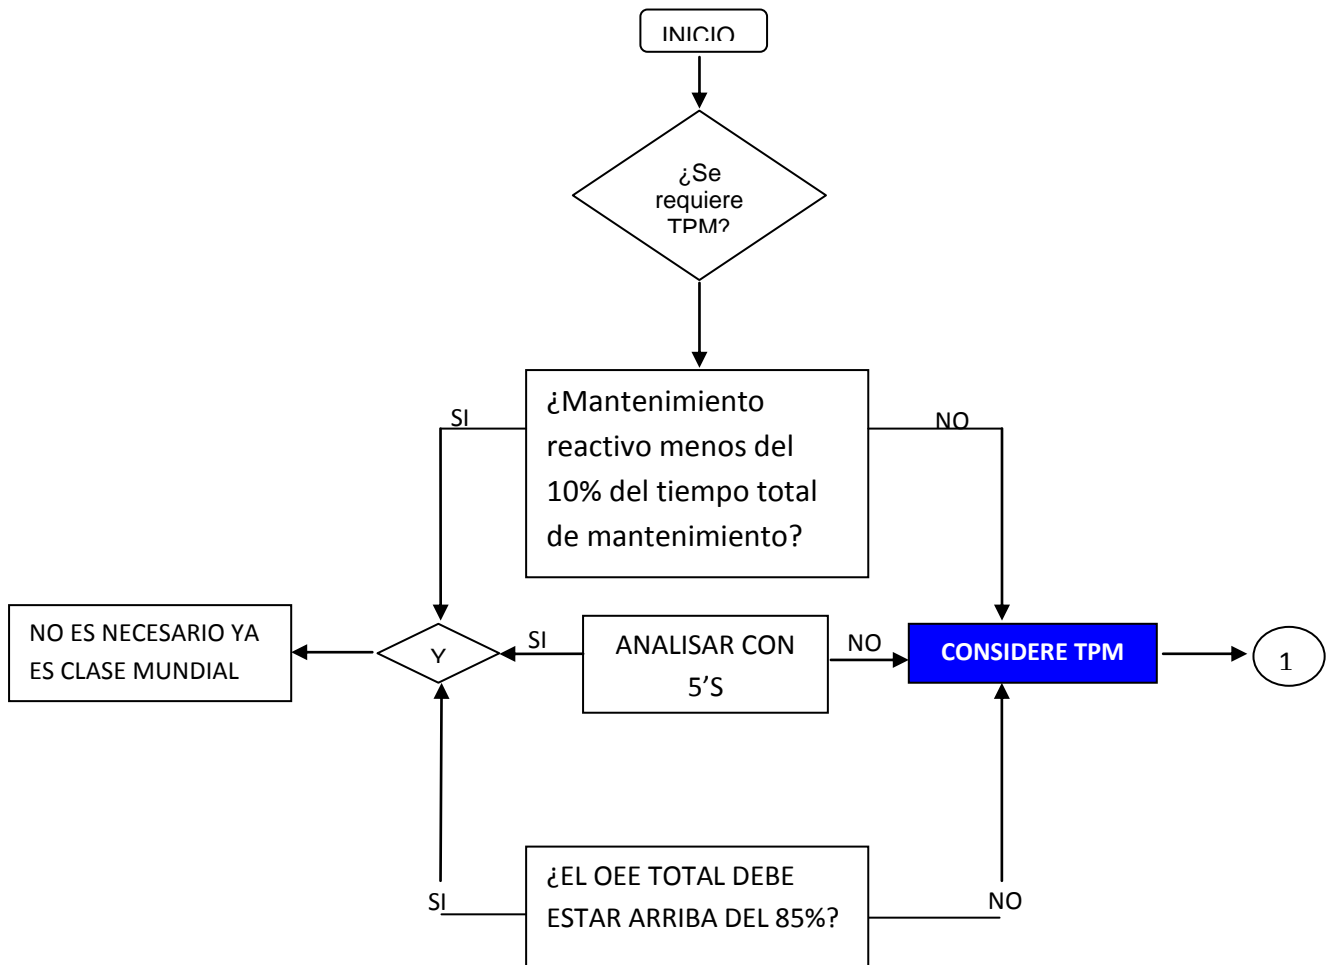 INICIO
¿Se
requiere
TPM?
¿Mantenimiento
reactivo menos del
10% del tiempo total
de mantenimiento?
SI
NO
NO ES NECESARIO YA
ES CLASE MUNDIAL
Y
SI
ANALISAR CON
5’S
NO
CONSIDERE TPM
1
¿EL OEE TOTAL DEBE
ESTAR ARRIBA DEL 85%?
SI
NO